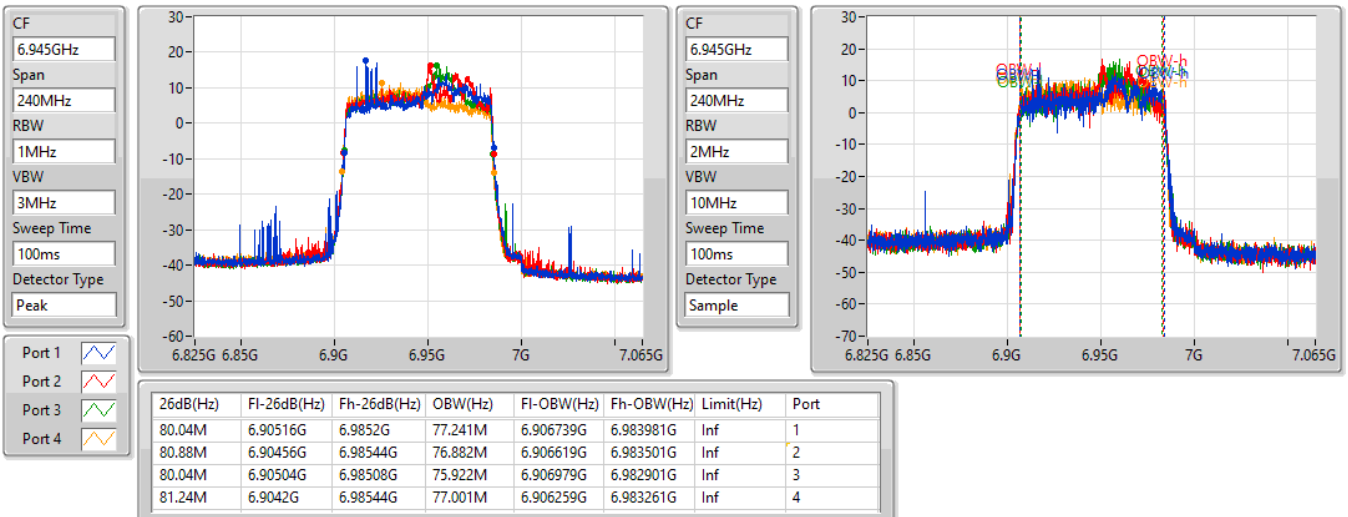 CF
6.945GHz
Span
240MHz
RBW
1MHz
VBW
3MHz
Sweep Time
100ms
Detector Type
Peak
30
20
10
0
-10
-20
-30
-40
-50
-60
6.825G 6.85G 6.9G 6.95G 7G 7.065G
CF
6.945GHz
Span
240MHz
RBW
2MHz
VBW
10MHz
Sweep Time
100ms
Detector Type
Sample
30
20
10
0
-10
-20
-30
-40
-50
-60
-70
OBW-h
OBW-h
6.825G 6.85G 6.9G 6.95G 7G 7.065G
Port 1
Port 2
Port 3
Port 4
26dB(Hz) Fl-26dB(Hz) Fh-26dB(Hz) OBW(Hz) Fl-OBW(Hz) Fh-OBW(Hz) Limit(Hz) Port
80.04M 6.90516G 6.9852G 77.241M 6.906739G 6.983981G Inf 1
80.88M 6.90456G 6.98544G 76.882M 6.906619G 6.983501G Inf 2
80.04M 6.90504G 6.98508G 75.922M 6.906979G 6.982901G Inf 3
81.24M 6.9042G 6.98544G 77.001M 6.906259G 6.983261G Inf 4